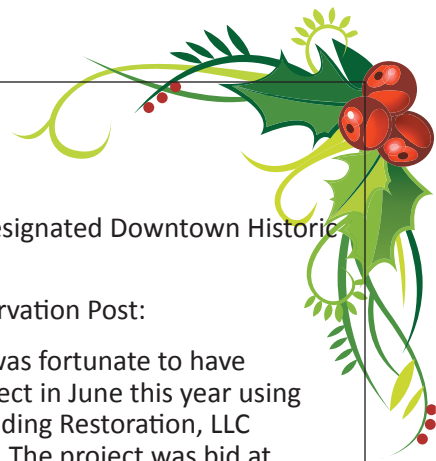 esignated Downtown Historic
rvation Post:
was fortunate to have
ect in June this year using
ding Restoration, LLC
The project was bid at